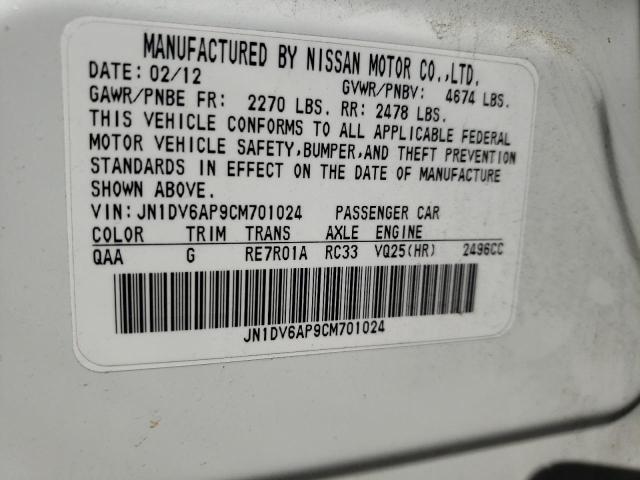 MANUFACTURED BY NISSAN MOTOR CO.,LTD.
DATE: 02/12 GVWR/PNBV: 4674 LBS.
GAWR/PNBE FR: 2270 LBS. RR: 2478 LBS.
THIS VEHICLE CONFORMS TO ALL APPLICABLE FEDERAL
MOTOR VEHICLE SAFETY,BUMPER,AND THEFT PREVENTION
STANDARDS IN EFFECT ON THE DATE OF MANUFACTURE
SHOWN ABOVE.
VIN: JN1DV6AP9CM701024 PASSENGER CAR
COLOR TRIM TRANS AXLE ENGINE
QAA G RE7R01A RC33 VQ25(HR) 2496CC
JN1DV6AP9CM701024